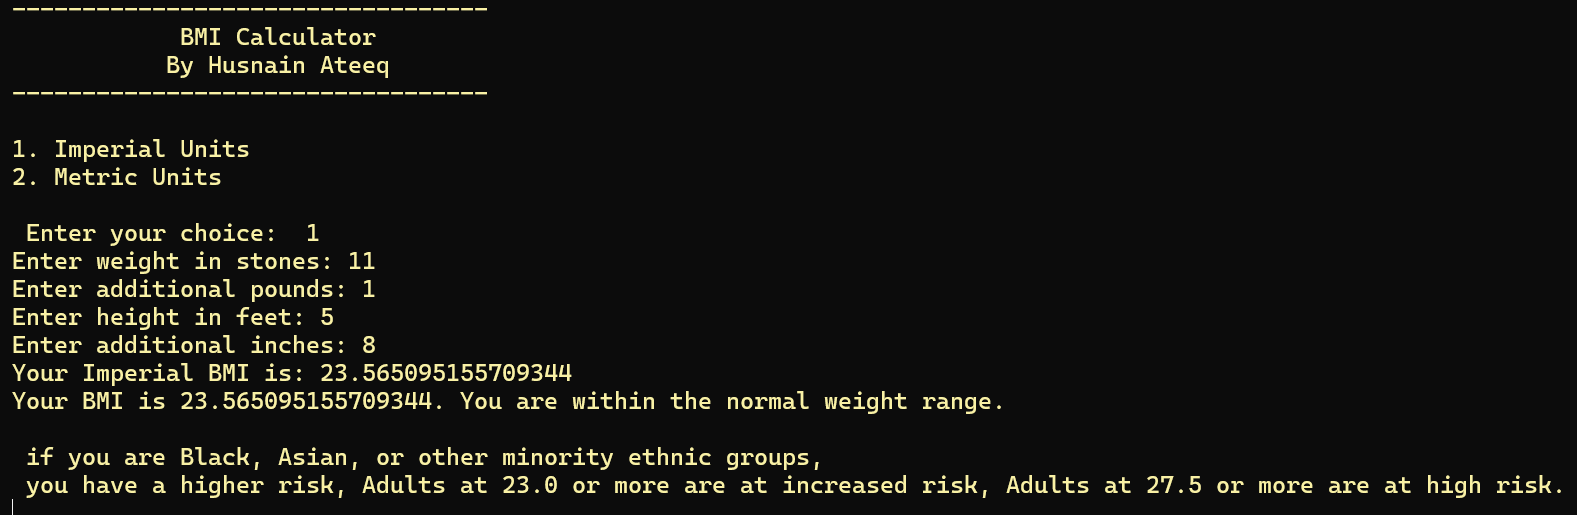 ----------------------------------
BMI Calculator
By Husnain Ateeq
----------------------------------
1. Imperial Units
2. Metric Units
Enter your choice:  1
Enter weight in stones: 11
Enter additional pounds: 1
Enter height in feet: 5
Enter additional inches: 8
Your Imperial BMI is: 23.565095155709344
Your BMI is 23.565095155709344. You are within the normal weight range.
if you are Black, Asian, or other minority ethnic groups,
you have a higher risk, Adults at 23.0 or more are at increased risk, Adults at 27.5 or more are at high risk.